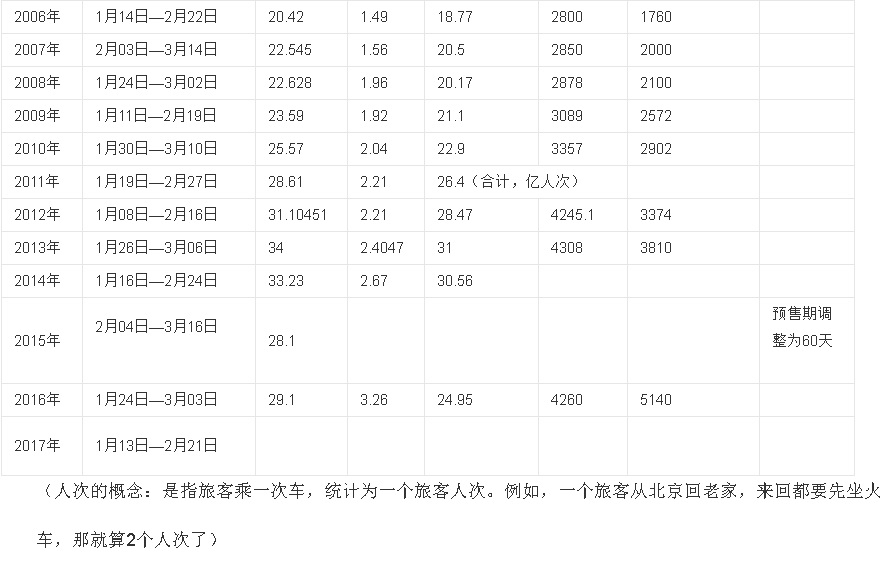 2006年 1月14日—2月22日 20.42 1.49 18.77 2800 1760
2007年 2月03日—3月14日 22.545 1.56 20.5 2850 2000
2008年 1月24日—3月02日 22.628 1.96 20.17 2878 2100
2009年 1月11日—2月19日 23.59 1.92 21.1 3089 2572
2010年 1月30日—3月10日 25.57 2.04 22.9 3357 2902
2011年 1月19日—2月27日 28.61 2.21 26.4（合计，亿人次）
2012年 1月08日—2月16日 31.10451 2.21 28.47 4245.1 3374
2013年 1月26日—3月06日 34 2.4047 31 4308 3810
2014年 1月16日—2月24日 33.23 2.67 30.56
2015年 2月04日—3月16日 28.1 预售期调
整为60天
2016年 1月24日—3月03日 29.1 3.26 24.95 4260 5140
2017年 1月13日—2月21日
（人次的概念：是指旅客乘一次车，统计为一个旅客人次。例如，一个旅客从北京回老家，来回都要先坐火
车，那就算2个人次了）